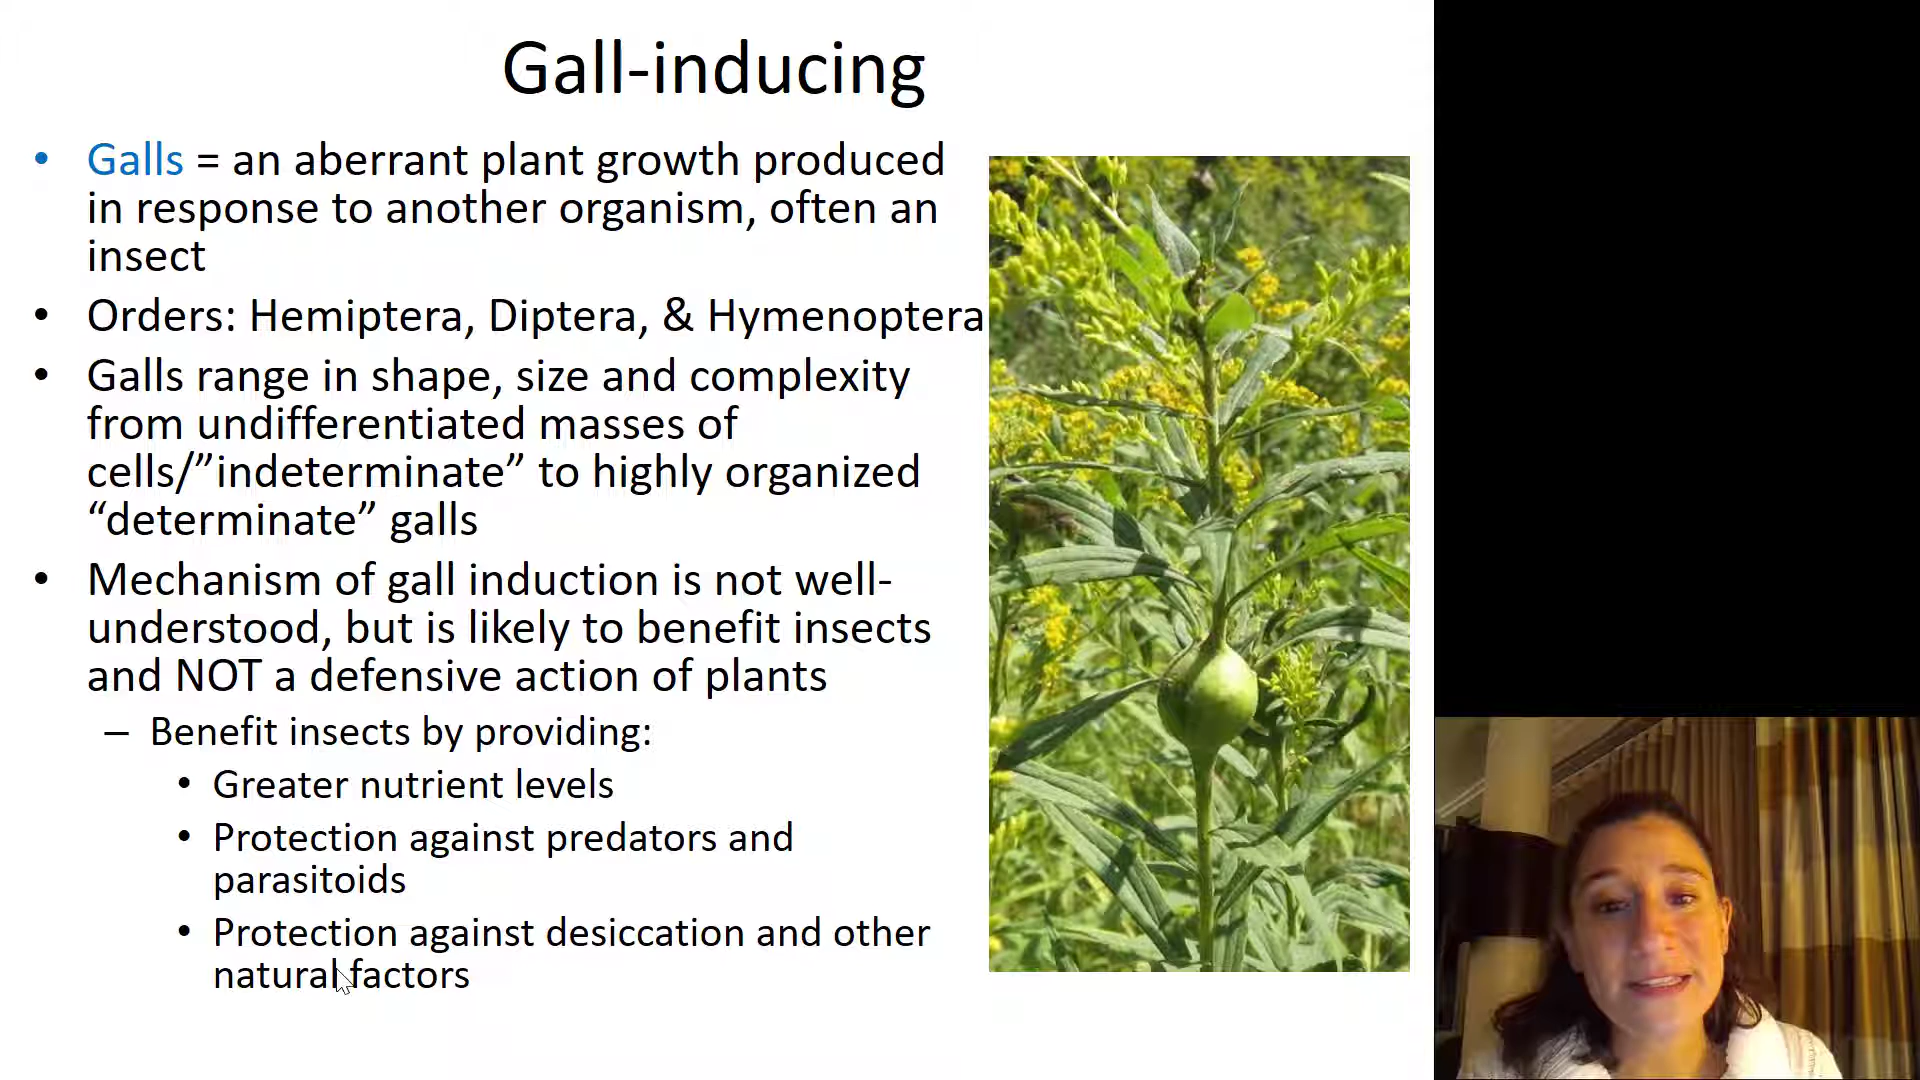 Gall-inducing
• Galls = an aberrant plant growth produced
in response to another organism, often an
insect
• Orders: Hemiptera, Diptera, & Hymenoptera
• Galls range in shape, size and complexity
from undifferentiated masses of
cells/”indeterminate” to highly organized
“determinate” galls
• Mechanism of gall induction is not well-
understood, but is likely to benefit insects
and NOT a defensive action of plants
– Benefit insects by providing:
• Greater nutrient levels
• Protection against predators and
parasitoids
• Protection against desiccation and other
natural factors